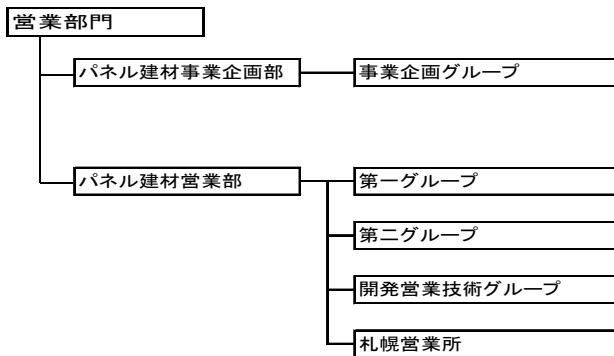 営業部門
パネル建材事業企画部
事業企画グループ
パネル建材営業部
第一グループ
第二グループ
開発営業技術グループ
札幌営業所